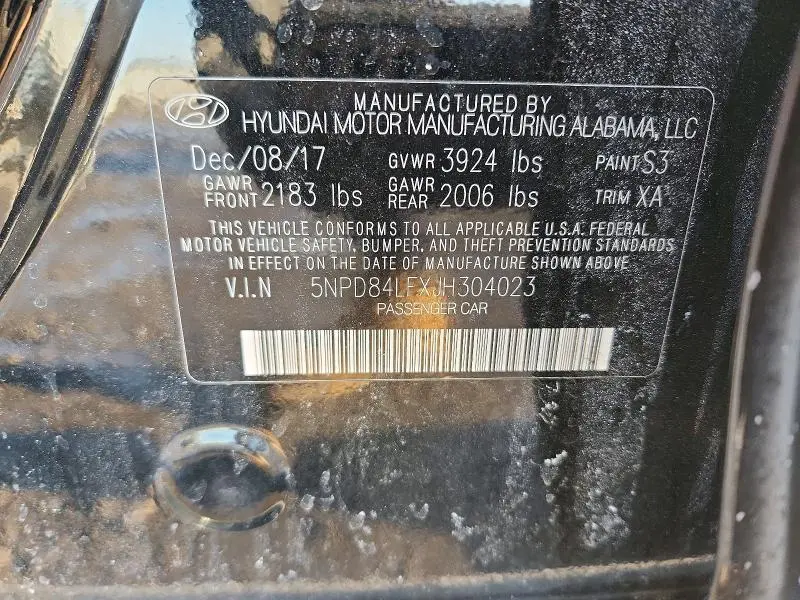 MANUFACTURED BY
HYUNDAI MOTOR MANUFACTURING ALABAMA, LLC
Dec/08/17 GVWR 3924 lbs PAINT S3
GAWR FRONT 2183 lbs GAWR REAR 2006 lbs TRIM XA
THIS VEHICLE CONFORMS TO ALL APPLICABLE U.S.A. FEDERAL
MOTOR VEHICLE SAFETY, BUMPER, AND THEFT PREVENTION STANDARDS
IN EFFECT ON THE DATE OF MANUFACTURE SHOWN ABOVE
V.I.N 5NPD84LFXJH304023
PASSENGER CAR